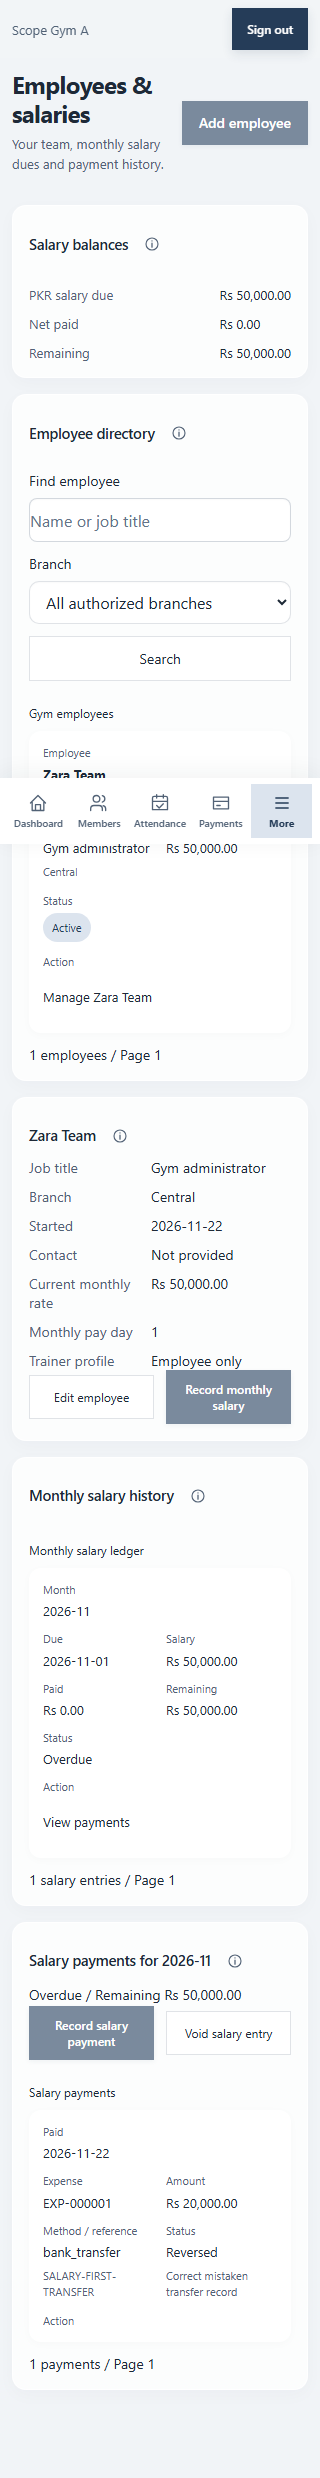 Scope Gym A
Sign out
Employees &
salaries
Add employee
Your team, monthly salary
dues and payment history.
Salary balances
PKR salary due Rs 50,000.00
Net paid Rs 0.00
Remaining Rs 50,000.00
Employee directory
Find employee
Name or job title
Branch
All authorized branches
Search
Gym employees
Employee
Zara Team
Dashboard Members Attendance Payments More
Gym administrator Rs 50,000.00
Central
Status
Active
Action
Manage Zara Team
1 employees / Page 1
Zara Team
Job title Gym administrator
Branch Central
Started 2026-11-22
Contact Not provided
Current monthly Rs 50,000.00
rate
Monthly pay day 1
Trainer profile Employee only
Edit employee
Record monthly
salary
Monthly salary history
Monthly salary ledger
Month
2026-11
Due Salary
2026-11-01 Rs 50,000.00
Paid Remaining
Rs 0.00 Rs 50,000.00
Status
Overdue
Action
View payments
1 salary entries / Page 1
Salary payments for 2026-11
Overdue / Remaining Rs 50,000.00
Record salary
payment
Void salary entry
Salary payments
Paid
2026-11-22
Expense Amount
EXP-000001 Rs 20,000.00
Method / reference Status
bank_transfer Reversed
SALARY-FIRST- Correct mistaken
TRANSFER transfer record
Action
1 payments / Page 1